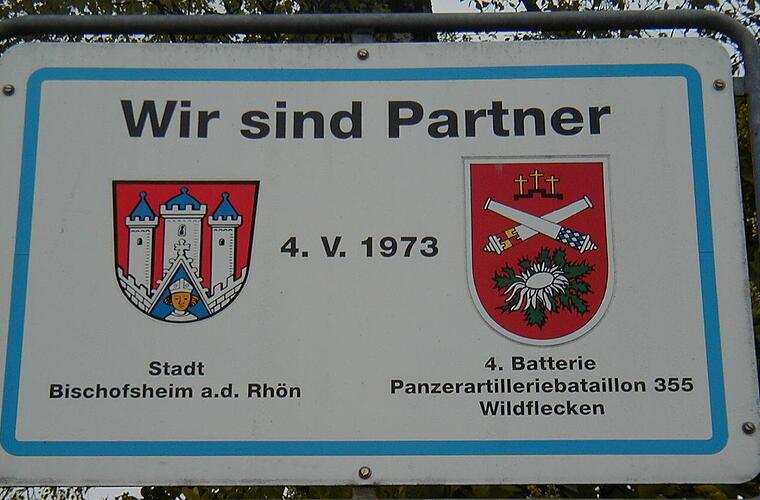 Wir sind Partner
4. V. 1973
Stadt
Bischofsheim a.d. Rhön
4. Batterie
Panzerartilleriebataillon 355
Wildflecken